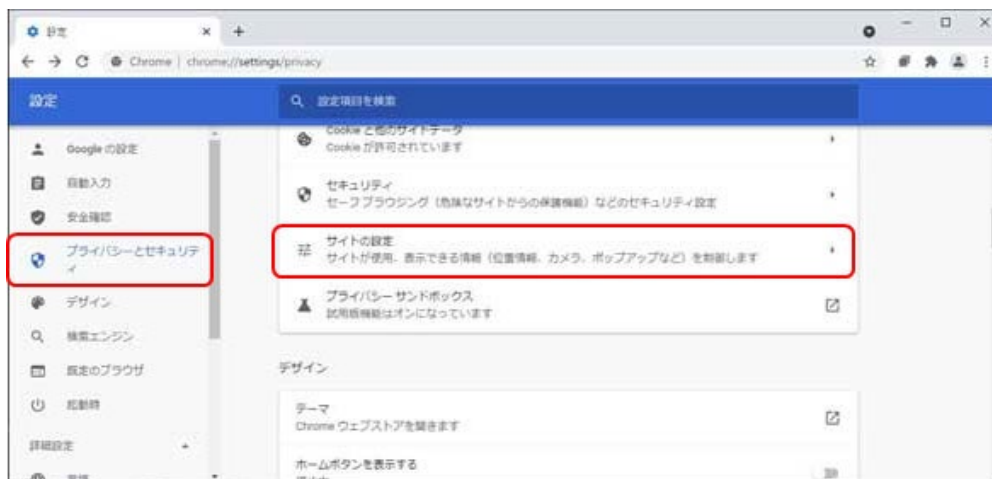 設定
Chrome | chrome://settings/privacy
設定
設定項目を検索
Google の設定
自動入力
安全確認
プライバシーとセキュリテ
ィ
デザイン
検索エンジン
既定のブラウザ
起動時
詳細設定
Cookie と他のサイトデータ
Cookie が許可されています
セキュリティ
セーフ ブラウジング（危険なサイトからの保護機能）などのセキュリティ設定
サイトの設定
サイトが使用、表示できる情報（位置情報、カメラ、ポップアップなど）を制御します
プライバシー サンドボックス
試用版機能はオンになっています
デザイン
テーマ
Chrome ウェブストアを開きます
ホームボタンを表示する